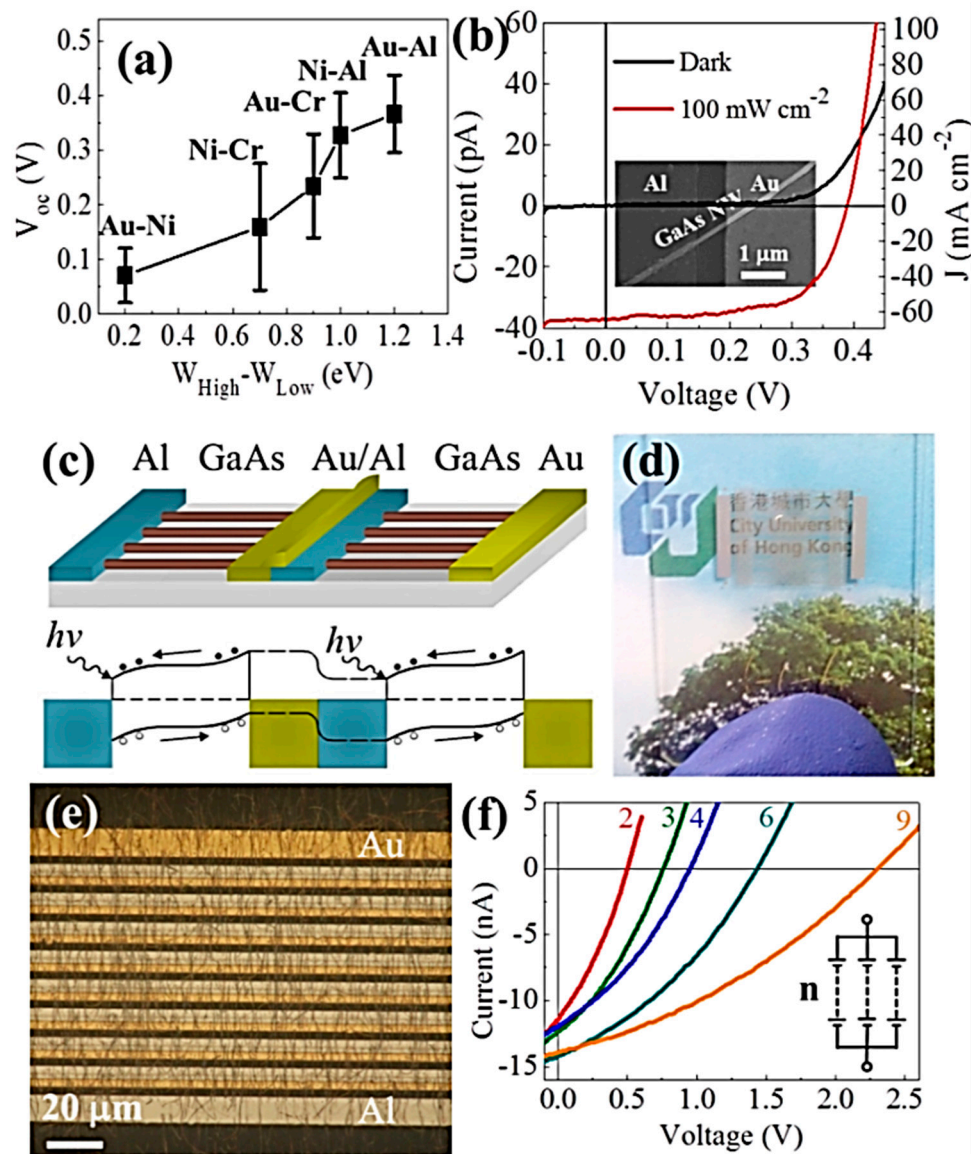 (a)
V_oc (V)
0.5
0.4
0.3
0.2
0.1
0.0
Au-Ni
Ni-Cr
Au-Cr
Ni-Al
Au-Al
0.2 0.4 0.6 0.8 1.0 1.2 1.4
W_High-W_Low (eV)
(b)
Current (pA)
60
40
20
0
-20
-40
Dark
100 mW cm⁻²
Al
Au
GaAs NW
1 μm
100
80
60
40
20
0
-20
-40
-60
J (mA cm⁻²)
-0.1 0.0 0.1 0.2 0.3 0.4
Voltage (V)
(c) Al GaAs Au/Al GaAs Au
hν hν
(d)
香港城市大學
City University
of Hong Kong
(e)
Au
Al
20 μm
(f)
2 3 4 6 9
Current (nA)
5
0
-5
-10
-15
n
0.0 0.5 1.0 1.5 2.0 2.5
Voltage (V)